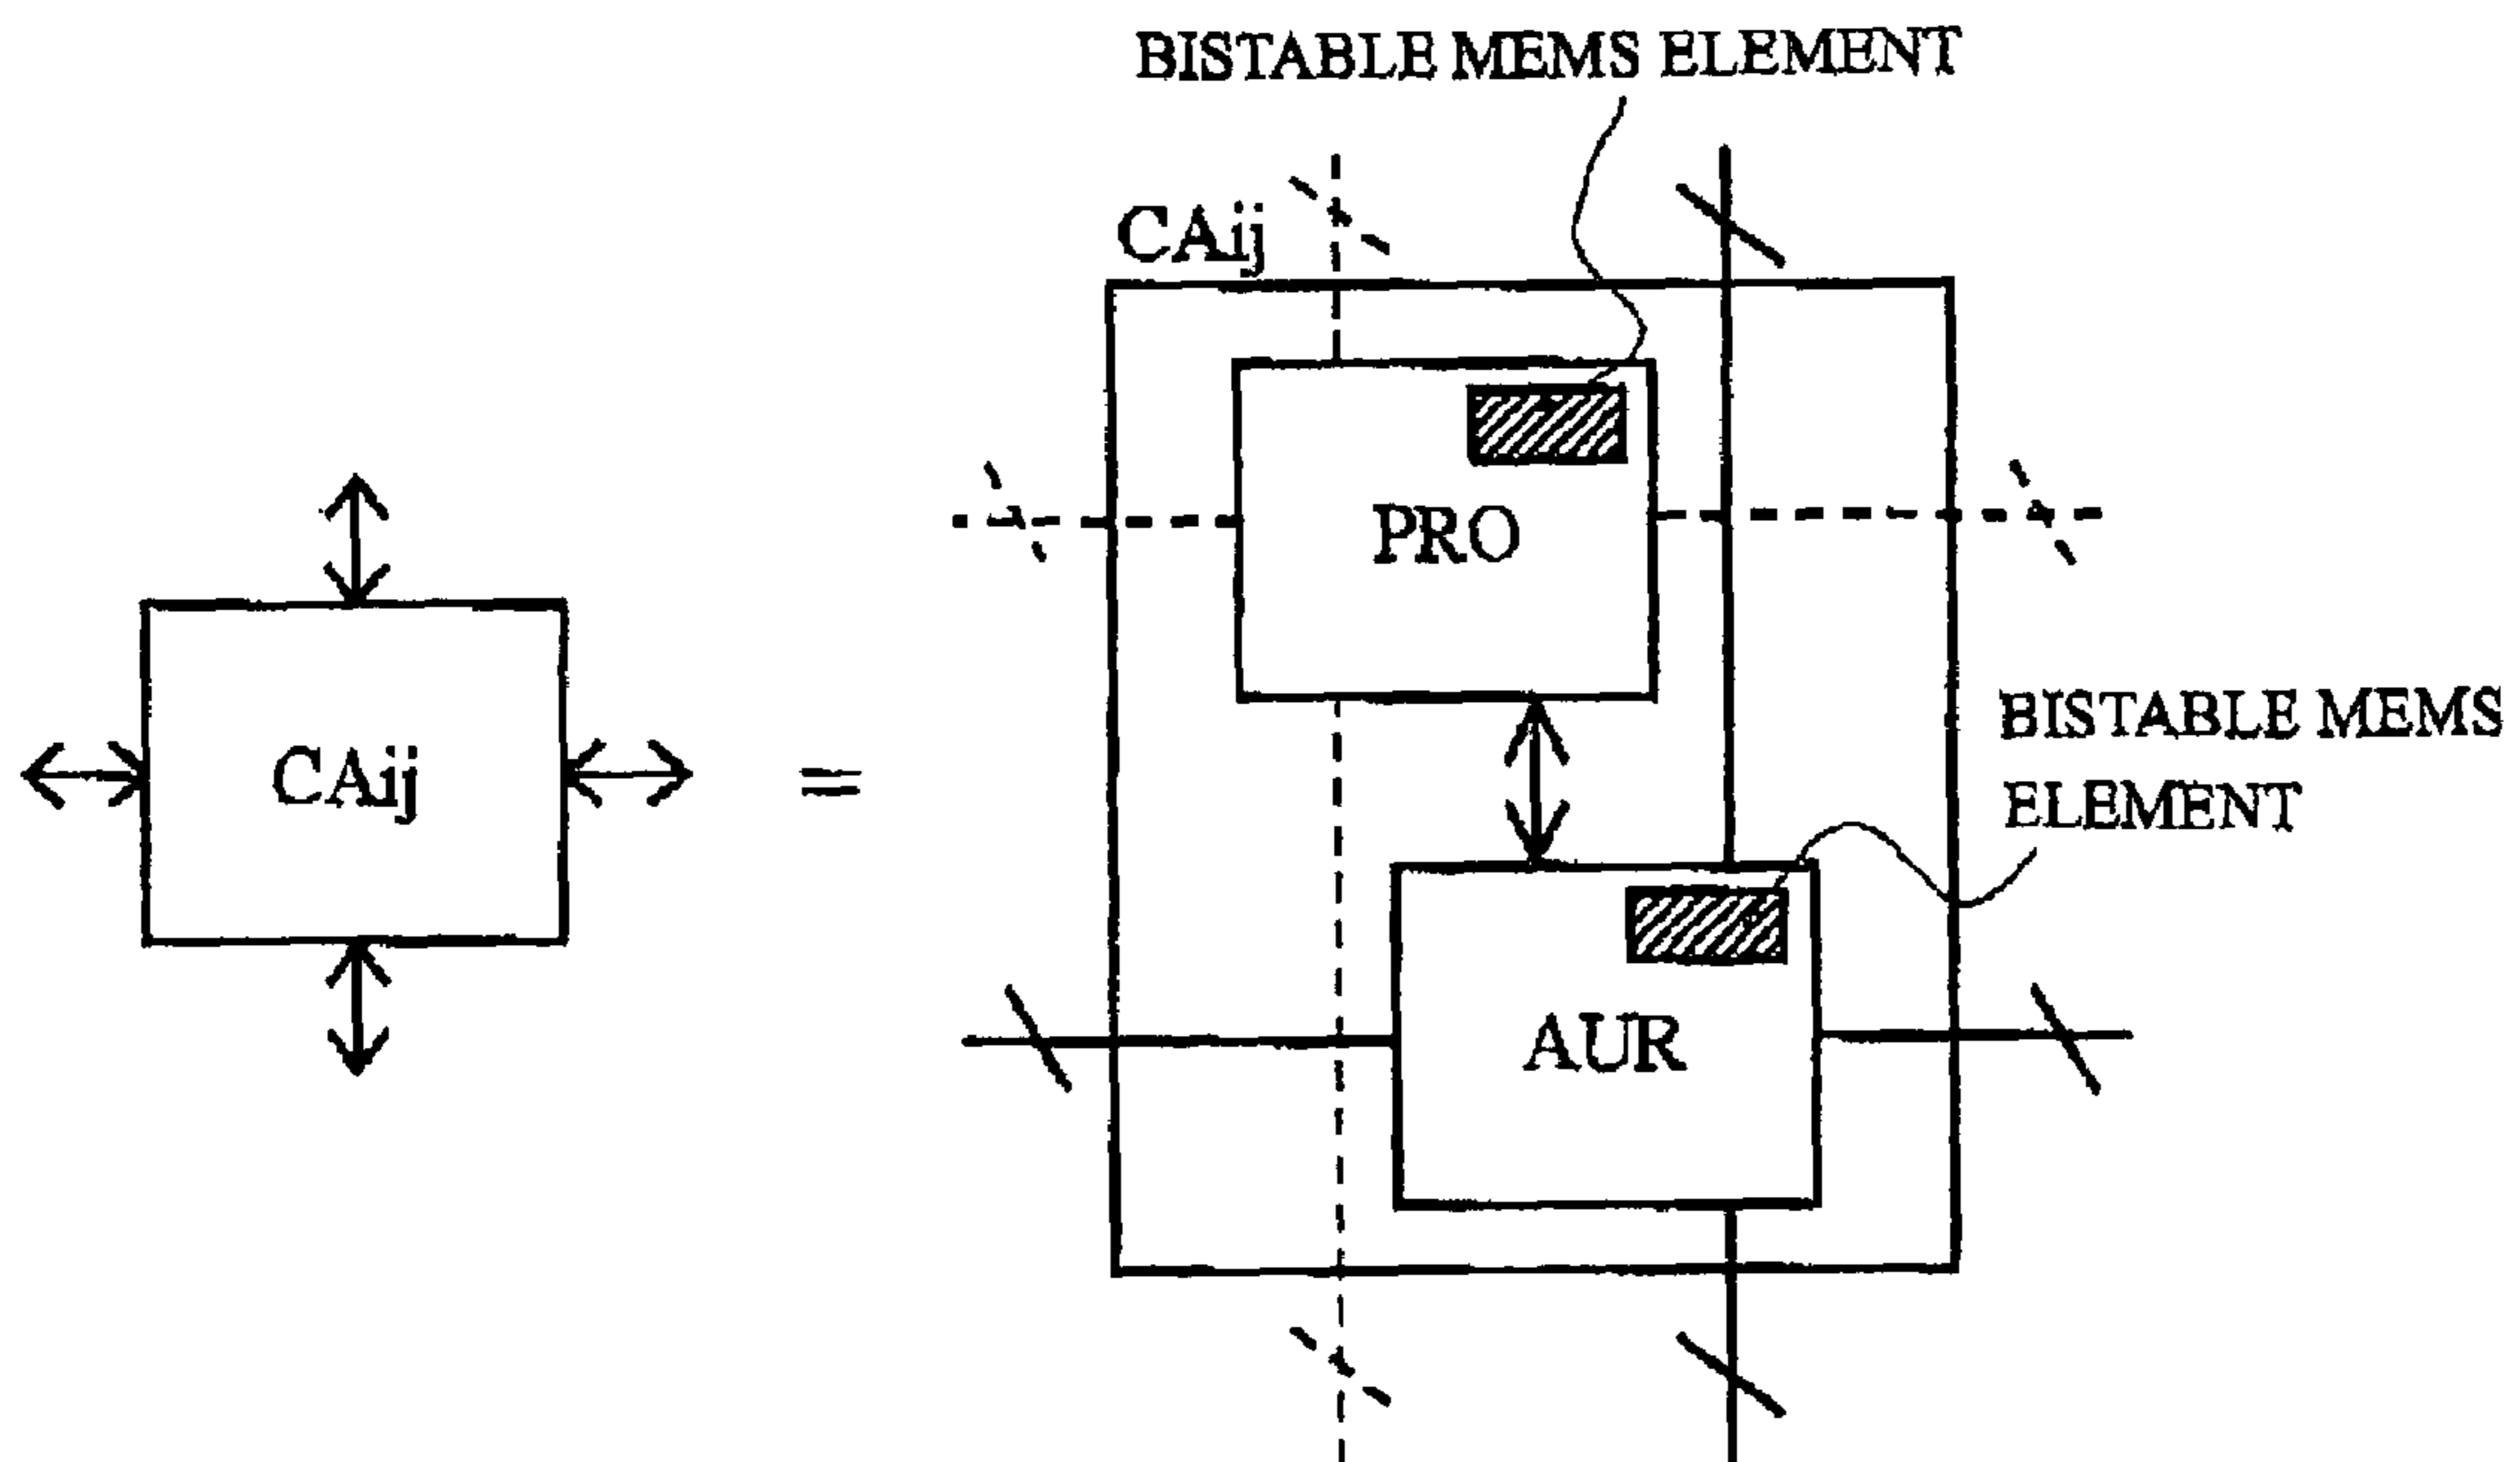 BISTABLE MEMS ELEMENT
CAij
PRO
CAij
=
BISTABLE MEMS
ELEMENT
AUR